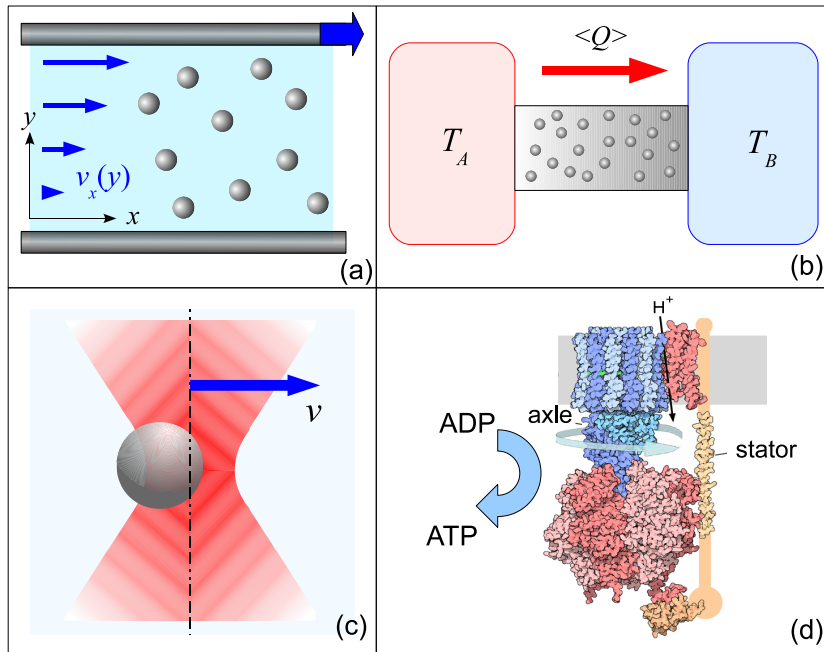 y
v_x(y)
x
(a)
<Q>
T_A
T_B
(b)
v
(c)
H⁺
ADP
axle
stator
ATP
(d)